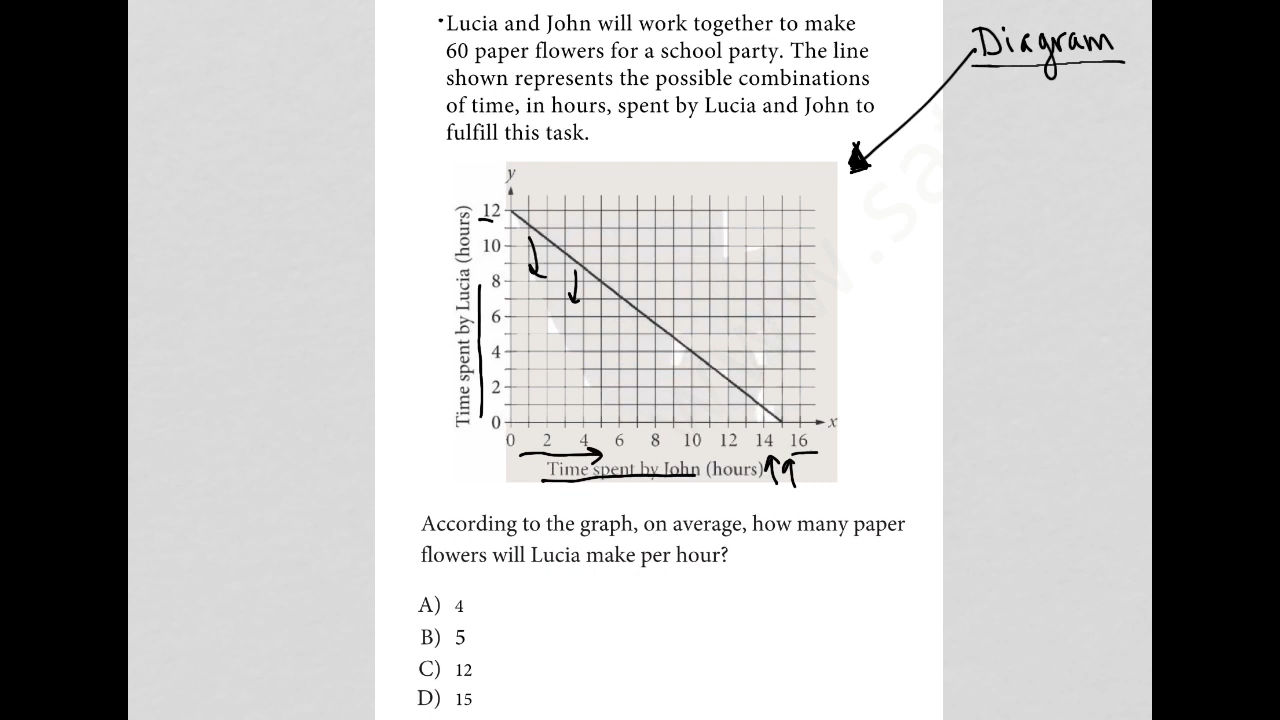 Lucia and John will work together to make
60 paper flowers for a school party. The line
shown represents the possible combinations
of time, in hours, spent by Lucia and John to
fulfill this task.
Diagram
y
12
10
8
6
4
2
0
Time spent by Lucia (hours)
0 2 4 6 8 10 12 14 16 x
Time spent by John (hours)
According to the graph, on average, how many paper
flowers will Lucia make per hour?
A) 4
B) 5
C) 12
D) 15